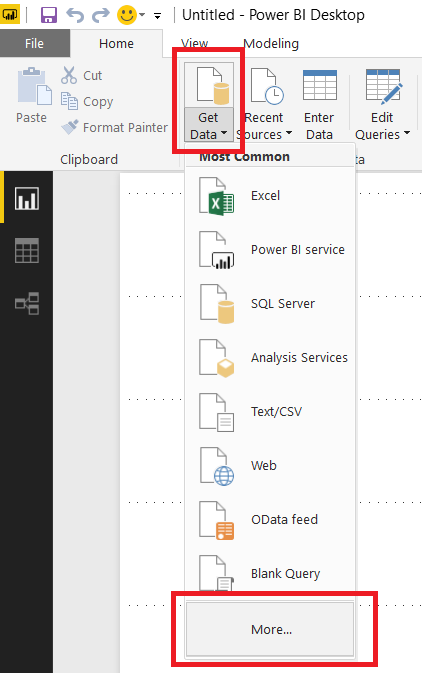 Untitled - Power BI Desktop
File Home View Modeling
Paste
Cut
Copy
Format Painter
Clipboard
Get
Data
Recent
Sources
Enter
Data
Edit
Queries
Most Common
Excel
Power BI service
SQL Server
Analysis Services
Text/CSV
Web
OData feed
Blank Query
More...